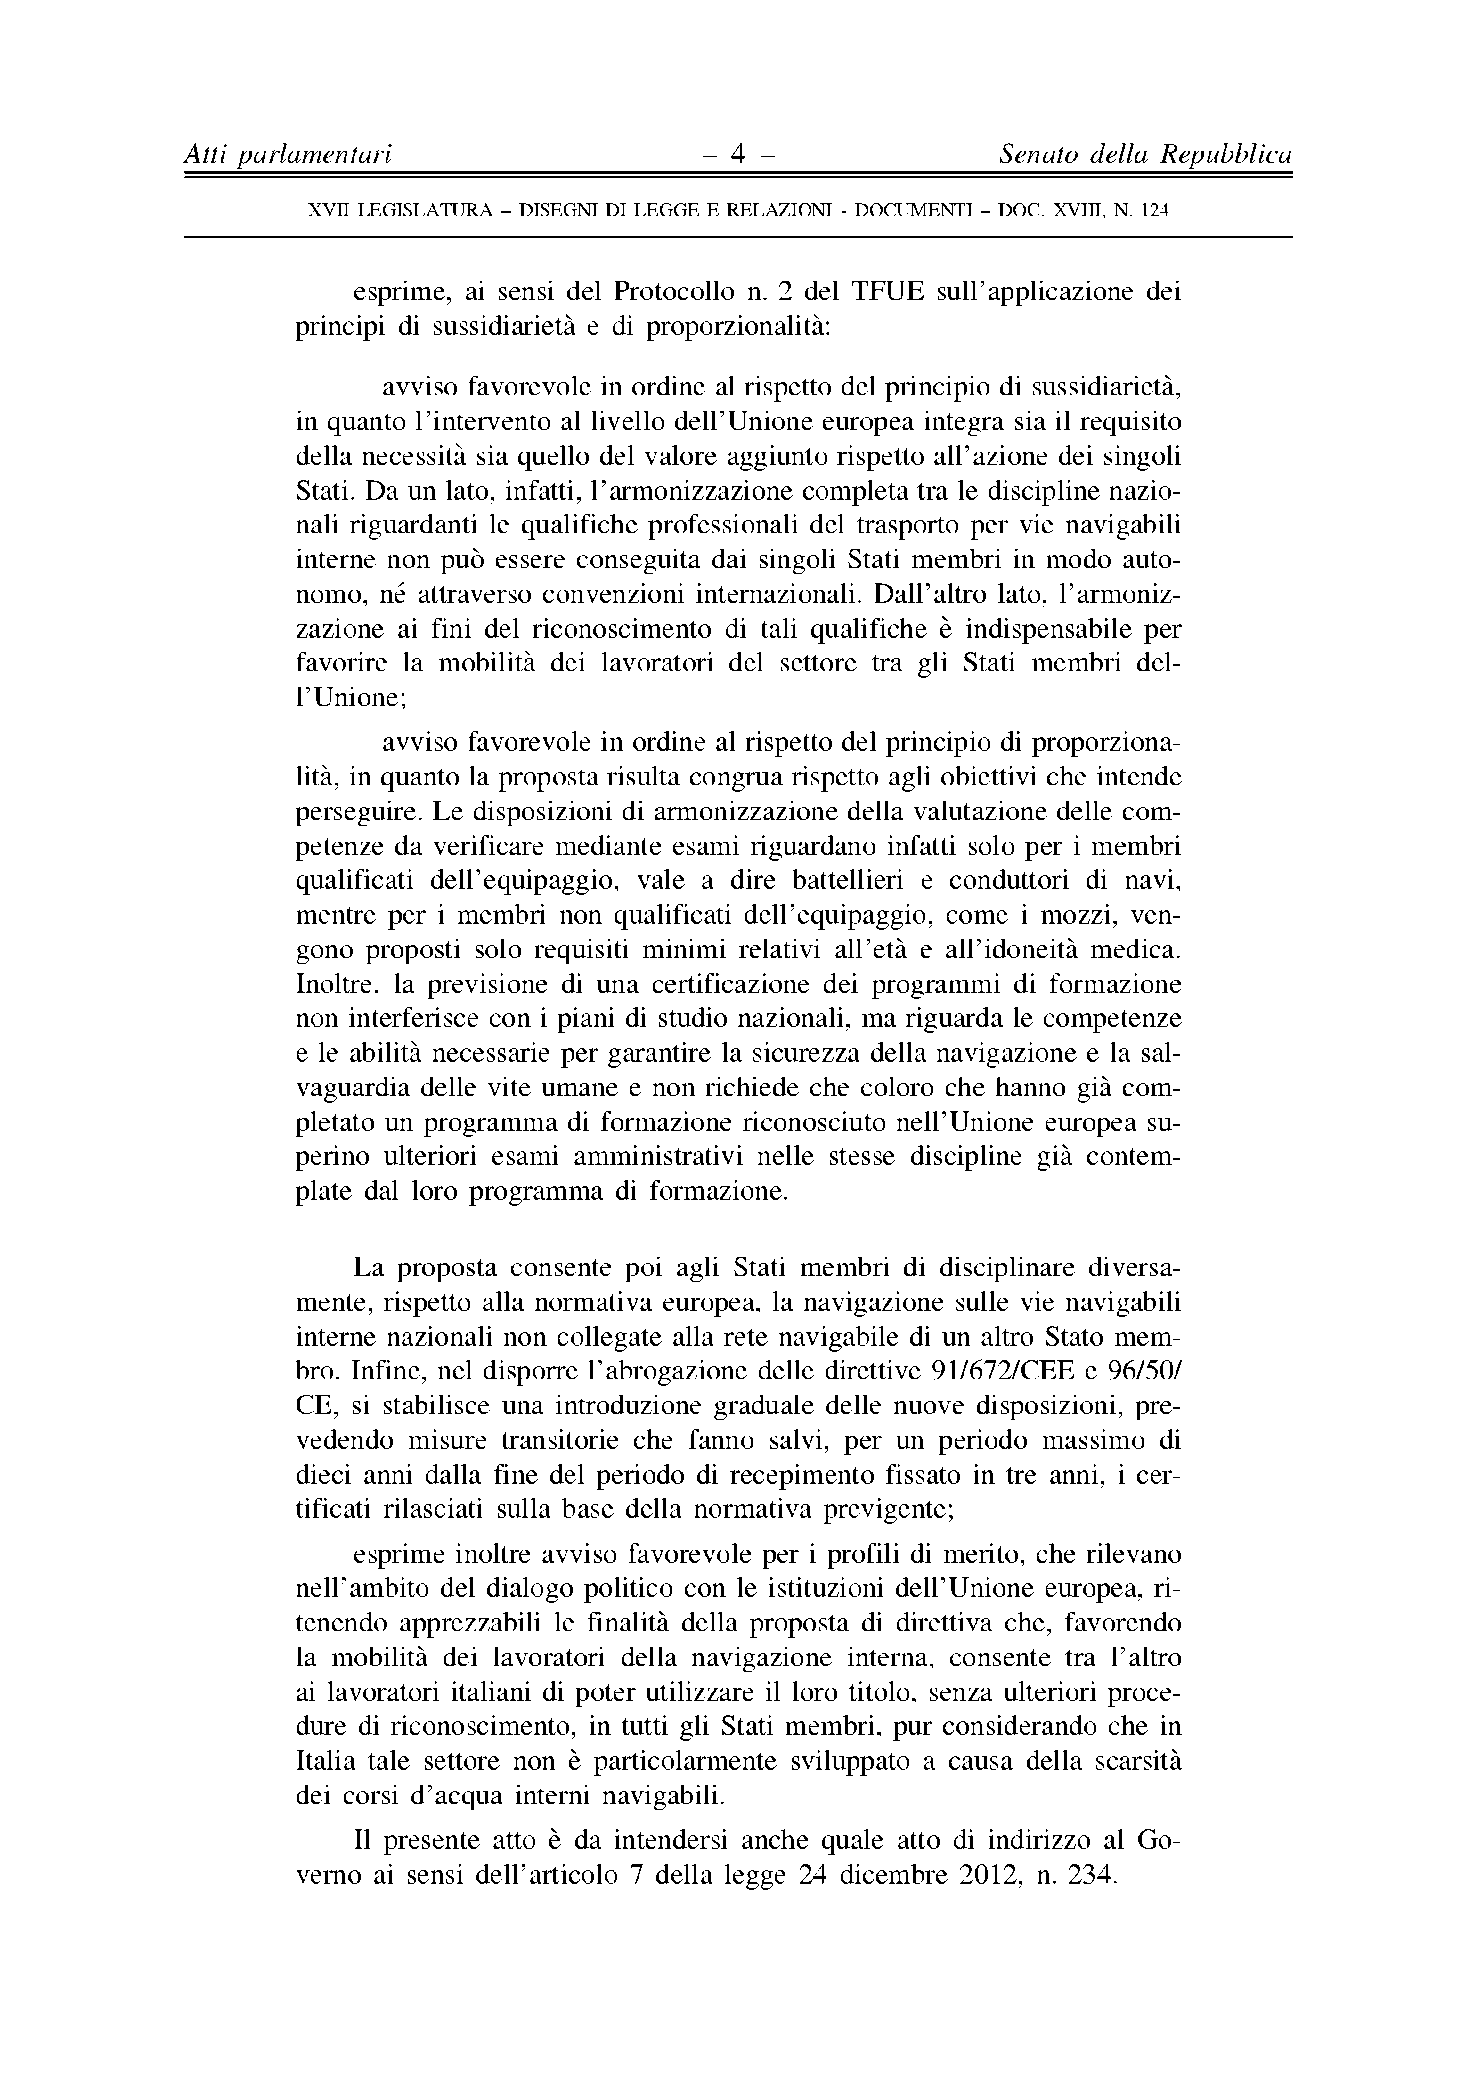 Atti parlamentari – 4 – Senato della Repubblica
XVII LEGISLATURA – DISEGNI DI LEGGE E RELAZIONI - DOCUMENTI – DOC. XVIII, N. 124
esprime, ai sensi del Protocollo n. 2 del TFUE sull'applicazione dei
principi di sussidiarietà e di proporzionalità:
avviso favorevole in ordine al rispetto del principio di sussidiarietà,
in quanto l'intervento al livello dell'Unione europea integra sia il requisito
della necessità sia quello del valore aggiunto rispetto all'azione dei singoli
Stati. Da un lato, infatti, l'armonizzazione completa tra le discipline nazio-
nali riguardanti le qualifiche professionali del trasporto per vie navigabili
interne non può essere conseguita dai singoli Stati membri in modo auto-
nomo, né attraverso convenzioni internazionali. Dall'altro lato, l'armoniz-
zazione ai fini del riconoscimento di tali qualifiche è indispensabile per
favorire la mobilità dei lavoratori del settore tra gli Stati membri del-
l'Unione;
avviso favorevole in ordine al rispetto del principio di proporziona-
lità, in quanto la proposta risulta congrua rispetto agli obiettivi che intende
perseguire. Le disposizioni di armonizzazione della valutazione delle com-
petenze da verificare mediante esami riguardano infatti solo per i membri
qualificati dell'equipaggio, vale a dire battellieri e conduttori di navi,
mentre per i membri non qualificati dell'equipaggio, come i mozzi, ven-
gono proposti solo requisiti minimi relativi all'età e all'idoneità medica.
Inoltre, la previsione di una certificazione dei programmi di formazione
non interferisce con i piani di studio nazionali, ma riguarda le competenze
e le abilità necessarie per garantire la sicurezza della navigazione e la sal-
vaguardia delle vite umane e non richiede che coloro che hanno già com-
pletato un programma di formazione riconosciuto nell'Unione europea su-
perino ulteriori esami amministrativi nelle stesse discipline già contem-
plate dal loro programma di formazione.
La proposta consente poi agli Stati membri di disciplinare diversa-
mente, rispetto alla normativa europea, la navigazione sulle vie navigabili
interne nazionali non collegate alla rete navigabile di un altro Stato mem-
bro. Infine, nel disporre l'abrogazione delle direttive 91/672/CEE e 96/50/
CE, si stabilisce una introduzione graduale delle nuove disposizioni, pre-
vedendo misure transitorie che fanno salvi, per un periodo massimo di
dieci anni dalla fine del periodo di recepimento fissato in tre anni, i cer-
tificati rilasciati sulla base della normativa previgente;
esprime inoltre avviso favorevole per i profili di merito, che rilevano
nell'ambito del dialogo politico con le istituzioni dell'Unione europea, ri-
tenendo apprezzabili le finalità della proposta di direttiva che, favorendo
la mobilità dei lavoratori della navigazione interna, consente tra l'altro
ai lavoratori italiani di poter utilizzare il loro titolo, senza ulteriori proce-
dure di riconoscimento, in tutti gli Stati membri, pur considerando che in
Italia tale settore non è particolarmente sviluppato a causa della scarsità
dei corsi d'acqua interni navigabili.
Il presente atto è da intendersi anche quale atto di indirizzo al Go-
verno ai sensi dell'articolo 7 della legge 24 dicembre 2012, n. 234.